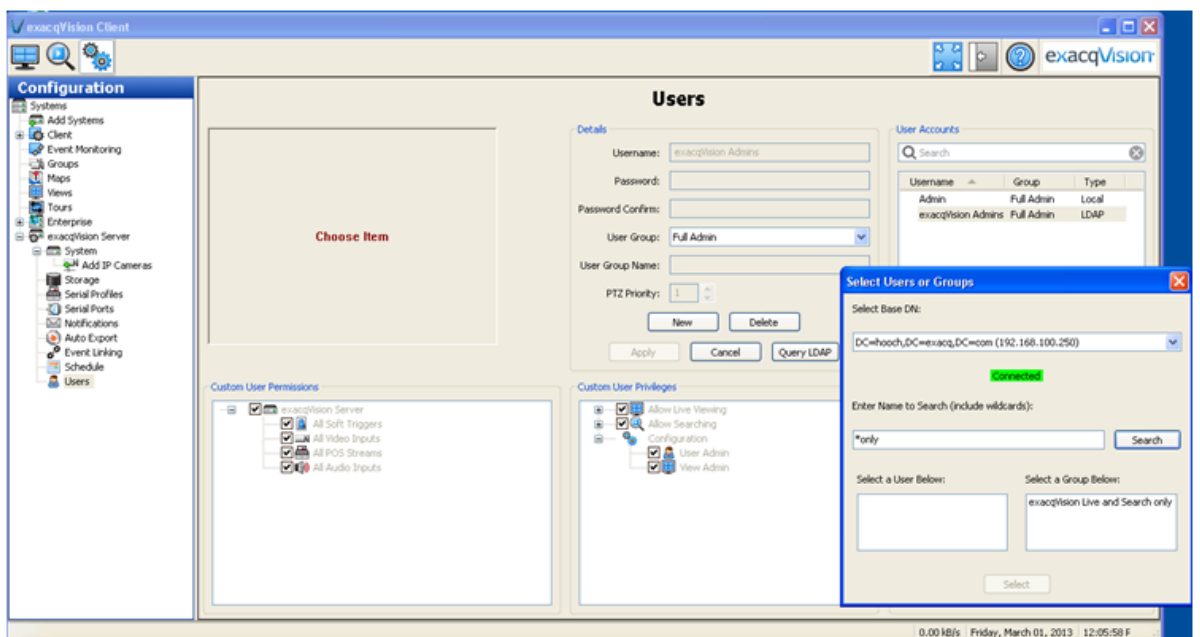 exacqVision Client
exacqVision
Configuration
Systems
Add Systems
Client
Event Monitoring
Groups
Maps
Views
Tours
Enterprise
exacqVision Server
System
Add IP Cameras
Storage
Serial Profiles
Serial Ports
Notifications
Auto Export
Event Linking
Schedule
Users
Users
Choose Item
Details
Username: exacqVision Admins
Password:
Password Confirm:
User Group: Full Admin
User Group Name:
PTZ Priority: 1
New Delete
Apply Cancel Query LDAP
User Accounts
Search
Username Group Type
Admin Full Admin Local
exacqVision Admins Full Admin LDAP
Custom User Permissions
exacqVision Server
All Soft Triggers
All Video Inputs
All POS Streams
All Audio Inputs
Custom User Privileges
Allow Live Viewing
Allow Searching
Configuration
User Admin
View Admin
Select Users or Groups
Select Base DN:
DC=hooch,DC=exacq,DC=com (192.168.100.250)
Connected
Enter Name to Search (include wildcards):
*only
Search
Select a User Below: Select a Group Below:
exacqVision Live and Search only
Select
0.00 kB/s Friday, March 01, 2013 12:05:58 F